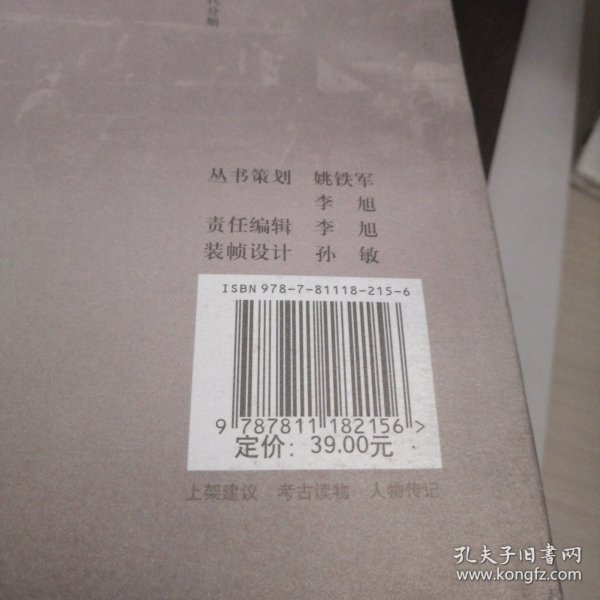 代分期
丛书策划 姚铁军
李 旭
责任编辑 李 旭
装帧设计 孙 敏
ISBN 978-7-81118-215-6
9 787811 182156 >
定价: 39.00元
上架建议 考古读物 人物传记
孔夫子旧书网
www.kongfz.com